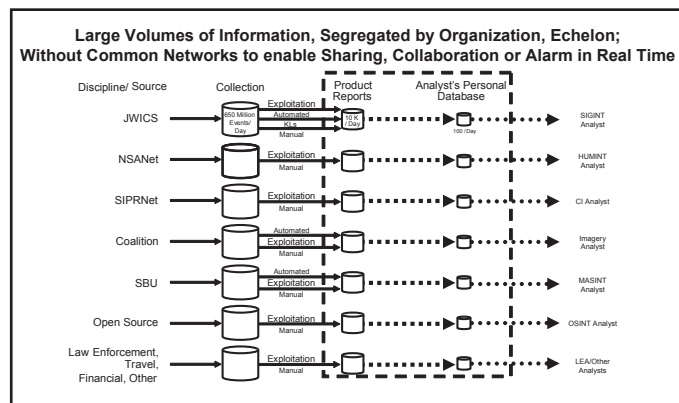 Large Volumes of Information, Segregated by Organization, Echelon;
Without Common Networks to enable Sharing, Collaboration or Alarm in Real Time
Discipline/ Source
Collection
Product
Reports
Analyst's Personal
Database
JWICS
650 Million
Events/
Day
Exploitation
Automated
KLs
Manual
10 K
/ Day
100 / Day
SIGINT
Analyst
NSANet
Exploitation
Manual
HUMINT
Analyst
SIPRNet
Exploitation
Manual
CI Analyst
Coalition
Automated
Exploitation
Manual
Imagery
Analyst
SBU
Automated
Exploitation
Manual
MASINT
Analyst
Open Source
Exploitation
Manual
OSINT Analyst
Law Enforcement,
Travel,
Financial, Other
Exploitation
Manual
LEA/Other
Analysts